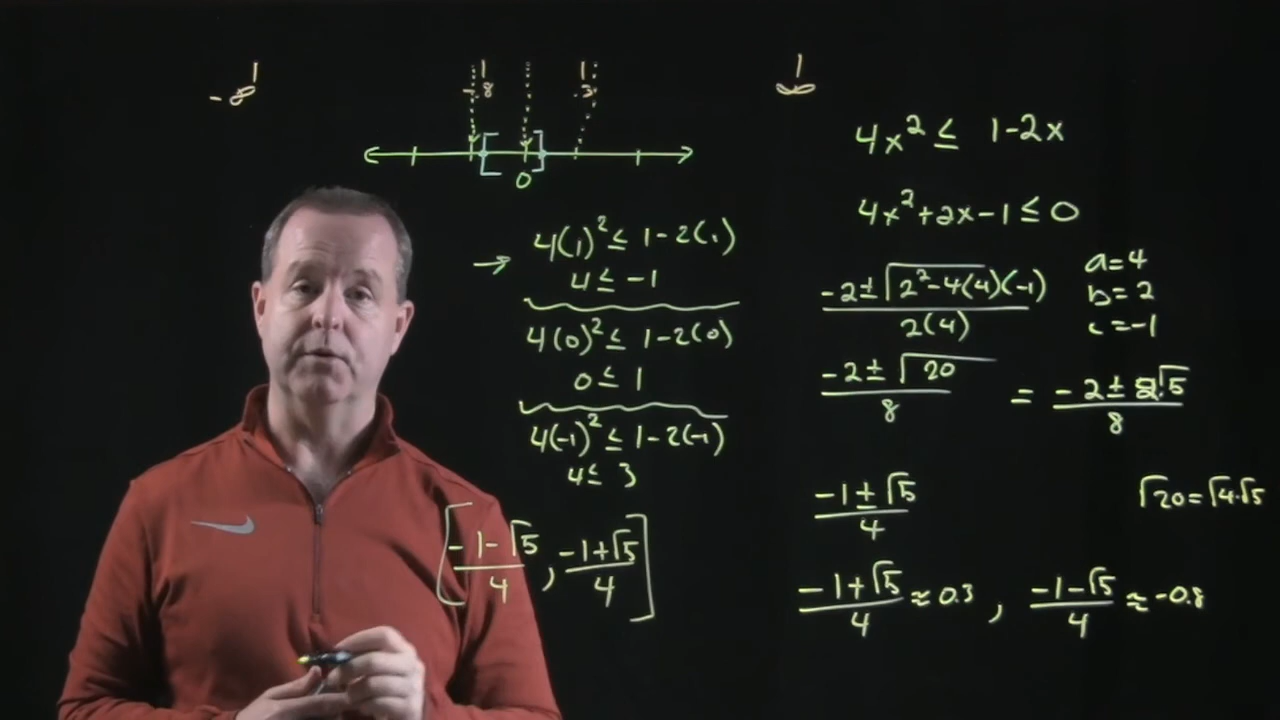 -∞
-.8
.3
∞
0
4(1)² ≤ 1-2(1)
4 ≤ -1
4(0)² ≤ 1-2(0)
0 ≤ 1
4(-1)² ≤ 1-2(-1)
4 ≤ 3
[(-1-√5)/4, (-1+√5)/4]
4x² ≤ 1-2x
4x²+2x-1 ≤ 0
(-2±√(2²-4(4)(-1)))/2(4)
a=4
b=2
c=-1
(-2±√20)/8 = (-2±2√5)/8
(-1±√5)/4
√20=√4·√5
(-1+√5)/4 ≈ 0.3, (-1-√5)/4 ≈ -0.8